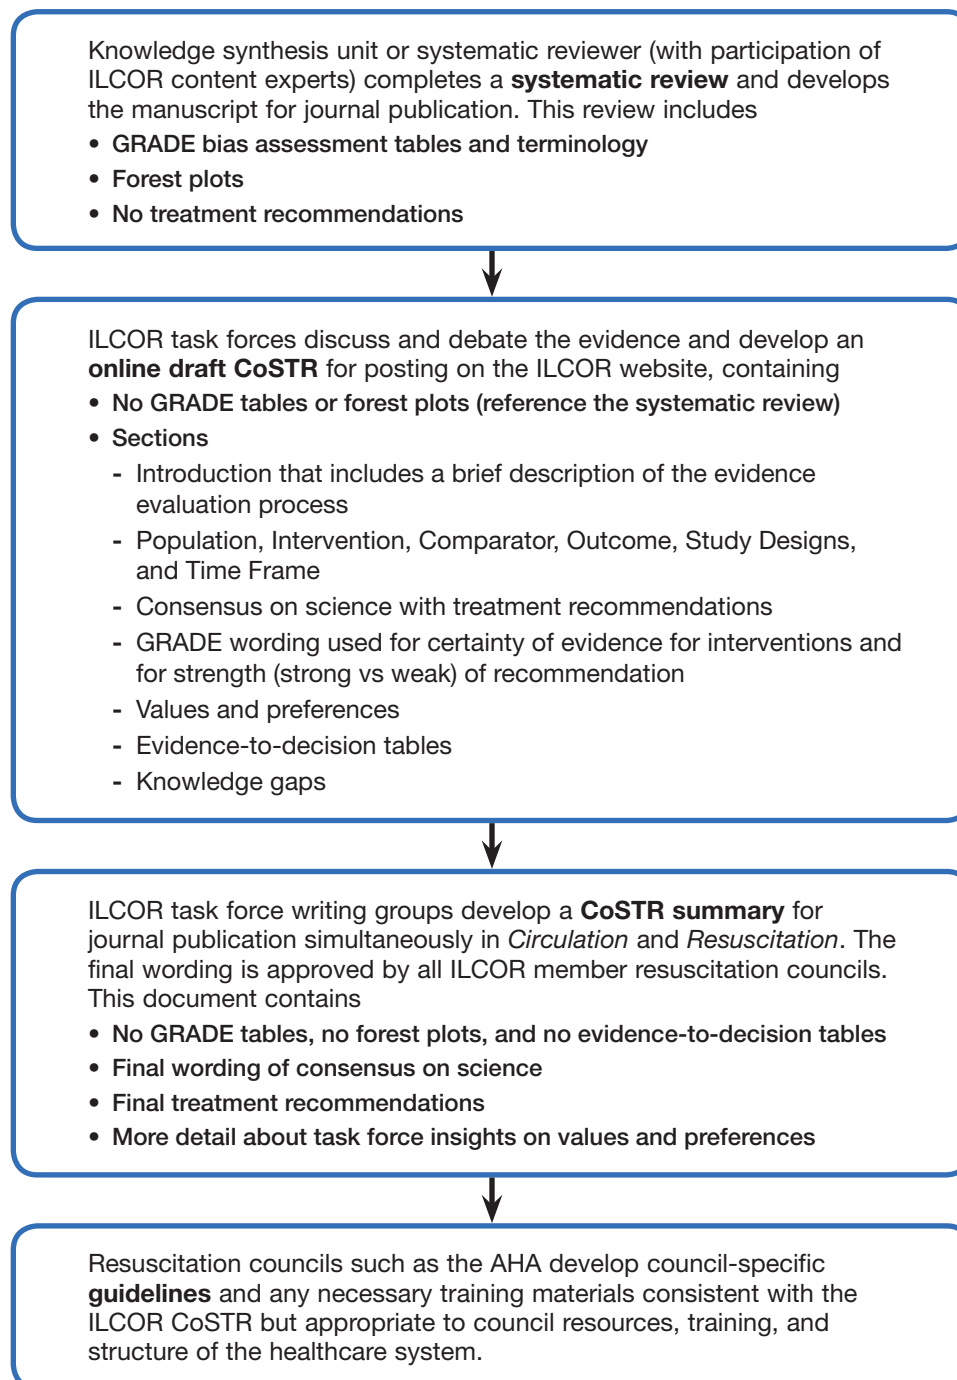 Knowledge synthesis unit or systematic reviewer (with participation of
ILCOR content experts) completes a systematic review and develops
the manuscript for journal publication. This review includes
• GRADE bias assessment tables and terminology
• Forest plots
• No treatment recommendations
ILCOR task forces discuss and debate the evidence and develop an
online draft CoSTR for posting on the ILCOR website, containing
• No GRADE tables or forest plots (reference the systematic review)
• Sections
- Introduction that includes a brief description of the evidence
evaluation process
- Population, Intervention, Comparator, Outcome, Study Designs,
and Time Frame
- Consensus on science with treatment recommendations
- GRADE wording used for certainty of evidence for interventions and
for strength (strong vs weak) of recommendation
- Values and preferences
- Evidence-to-decision tables
- Knowledge gaps
ILCOR task force writing groups develop a CoSTR summary for
journal publication simultaneously in Circulation and Resuscitation. The
final wording is approved by all ILCOR member resuscitation councils.
This document contains
• No GRADE tables, no forest plots, and no evidence-to-decision tables
• Final wording of consensus on science
• Final treatment recommendations
• More detail about task force insights on values and preferences
Resuscitation councils such as the AHA develop council-specific
guidelines and any necessary training materials consistent with the
ILCOR CoSTR but appropriate to council resources, training, and
structure of the healthcare system.